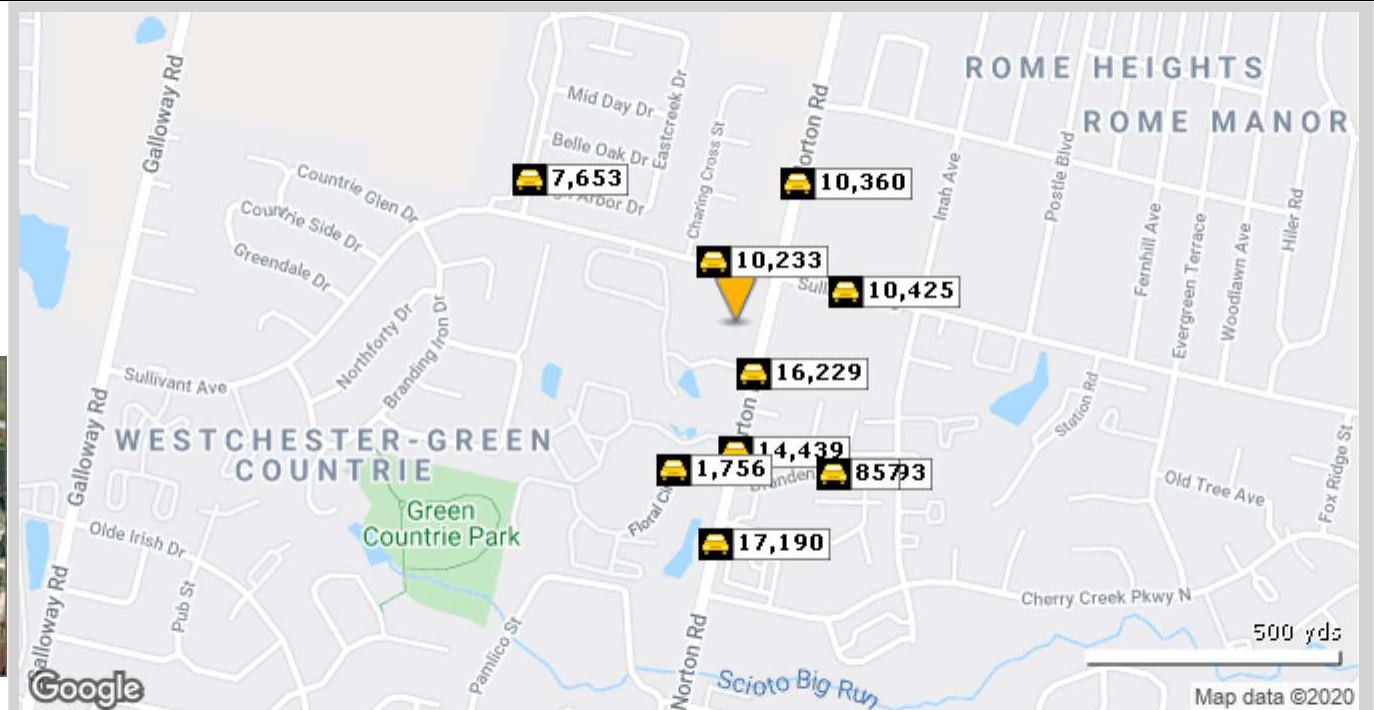 Galloway Rd
Mid Day Dr
Belle Oak Dr
Arbor Dr
Eastcreek Dr
Charing Cross St
ROME HEIGHTS
ROME MANOR
Inah Ave
Postle Blvd
Fernhill Ave
Evergreen Terrace
Woodlawn Ave
Hiler Rd
7,653
10,360
10,233
10,425
Countrie Glen Dr
Countrie Side Dr
Greendale Dr
Northforty Dr
Branding Iron Dr
16,229
Sullivant Ave
Galloway Rd
WESTCHESTER-GREEN
COUNTRIE
14,439
1,756
857
Station Rd
Old Tree Ave
Fox Ridge St
Green
Countrie Park
17,190
Olde Irish Dr
Pub St
Pamlico St
Norton Rd
Cherry Creek Pkwy N
Scioto Big Run
500 yds
Google
Map data ©2020